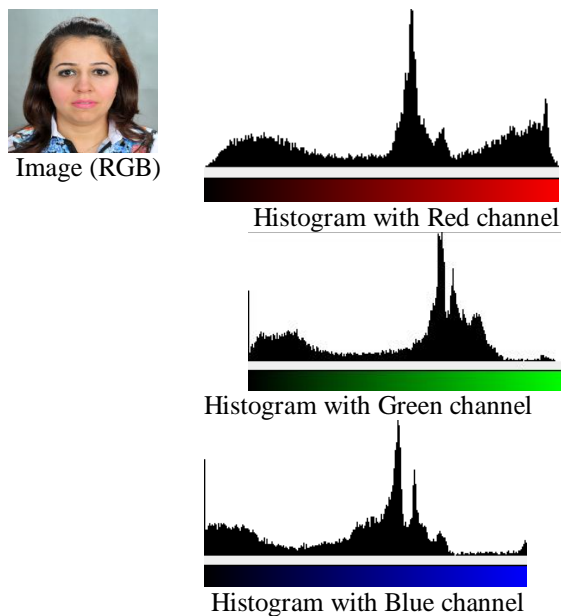 Image (RGB)
Histogram with Red channel
Histogram with Green channel
Histogram with Blue channel